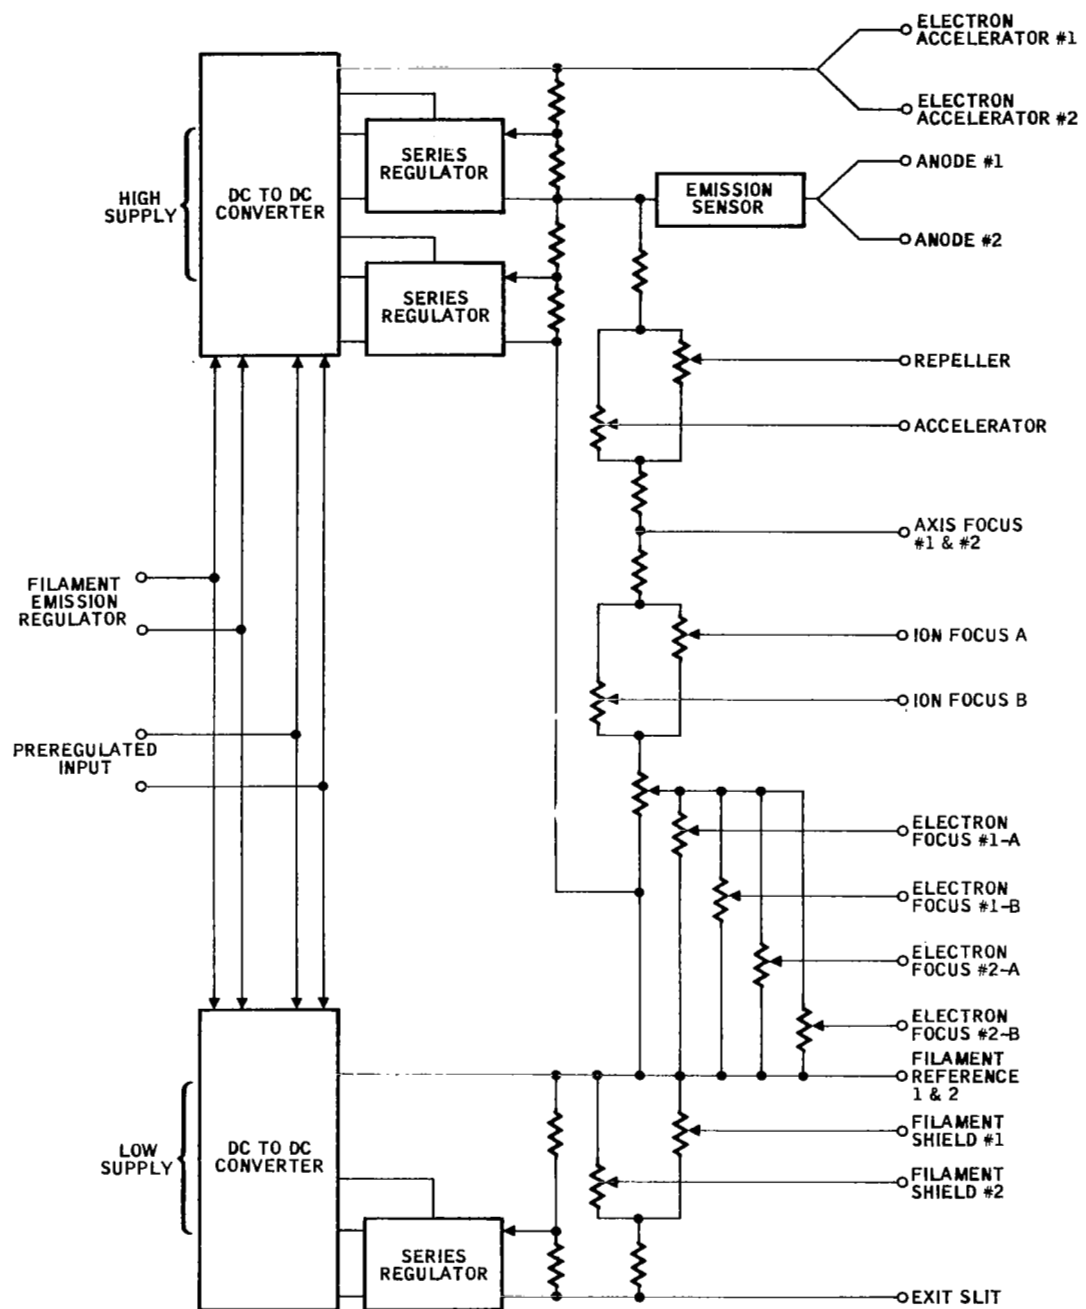 ELECTRON
ACCELERATOR #1
ELECTRON
ACCELERATOR #2
ANODE #1
SERIES
REGULATOR
EMISSION
SENSOR
HIGH
SUPPLY
DC TO DC
CONVERTER
ANODE #2
SERIES
REGULATOR
REPELLER
ACCELERATOR
AXIS FOCUS
#1 & #2
FILAMENT
EMISSION
REGULATOR
ION FOCUS A
ION FOCUS B
PREREGULATED
INPUT
ELECTRON
FOCUS #1-A
ELECTRON
FOCUS #1-B
ELECTRON
FOCUS #2-A
ELECTRON
FOCUS #2-B
FILAMENT
REFERENCE
1 & 2
FILAMENT
SHIELD #1
LOW
SUPPLY
DC TO DC
CONVERTER
FILAMENT
SHIELD #2
SERIES
REGULATOR
EXIT SLIT